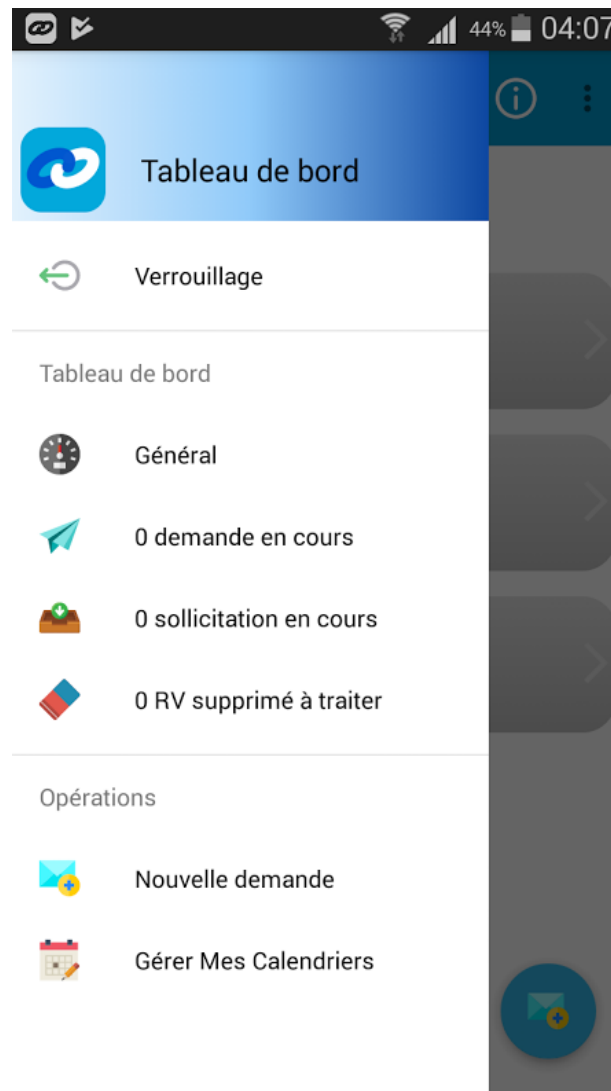 44% 04:07
Tableau de bord
Verrouillage
Tableau de bord
Général
0 demande en cours
0 sollicitation en cours
0 RV supprimé à traiter
Opérations
Nouvelle demande
Gérer Mes Calendriers